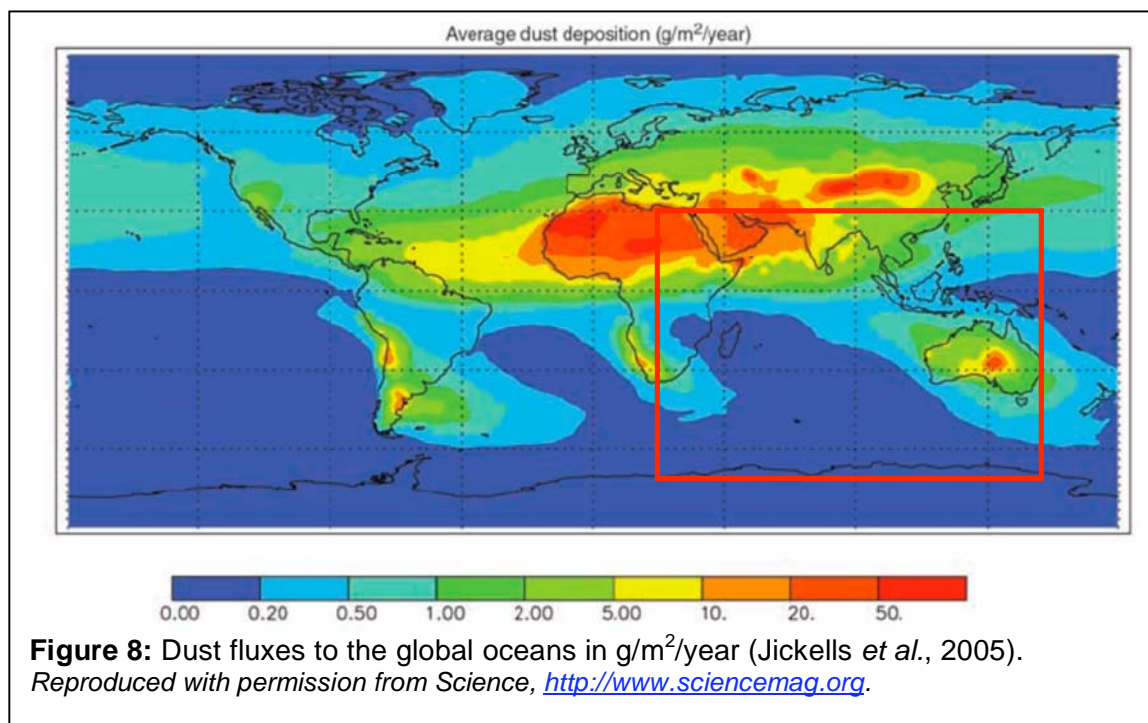 Average dust deposition (g/m²/year)
0.00 0.20 0.50 1.00 2.00 5.00 10. 20. 50.
Figure 8: Dust fluxes to the global oceans in g/m²/year (Jickells et al., 2005).
Reproduced with permission from Science, http://www.sciencemag.org.